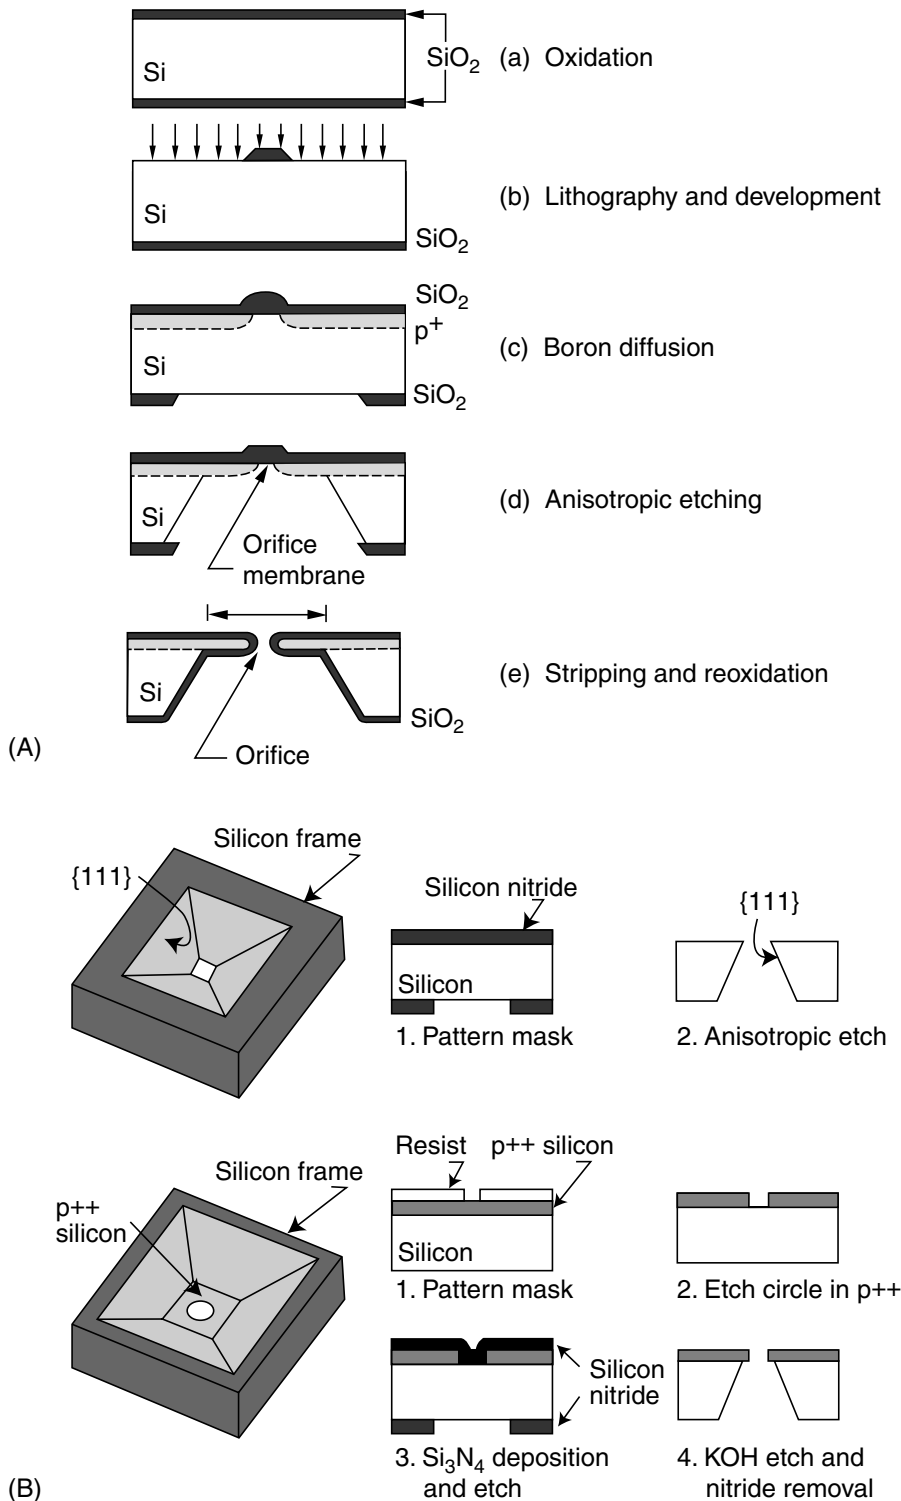 SiO2
Si
(a) Oxidation
Si
SiO2
(b) Lithography and development
SiO2
p+
Si
SiO2
(c) Boron diffusion
Si
Orifice
membrane
(d) Anisotropic etching
Si
SiO2
Orifice
(e) Stripping and reoxidation
(A)
Silicon frame
{111}
Silicon nitride
Silicon
1. Pattern mask
{111}
2. Anisotropic etch
Silicon frame
p++
silicon
Resist
p++ silicon
Silicon
1. Pattern mask
2. Etch circle in p++
Silicon
nitride
3. Si3N4 deposition
and etch
4. KOH etch and
nitride removal
(B)